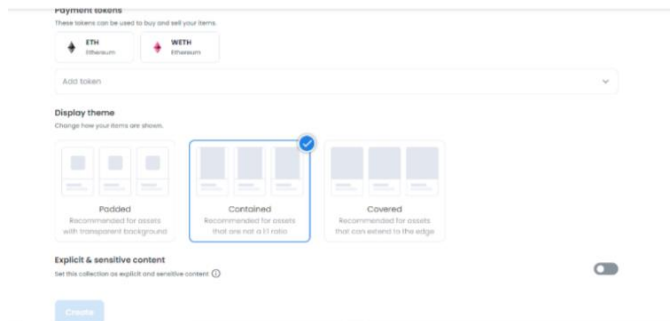 Payment tokens
These tokens can be used to buy and sell your items.
ETH
Ethereum
WETH
Ethereum
Add token
Display theme
Change how your items are shown.
Padded
Recommended for assets
with transparent background
Contained
Recommended for assets
that are not a 1:1 ratio
Covered
Recommended for assets
that can extend to the edge
Explicit & sensitive content
Set this collection as explicit and sensitive content
Create